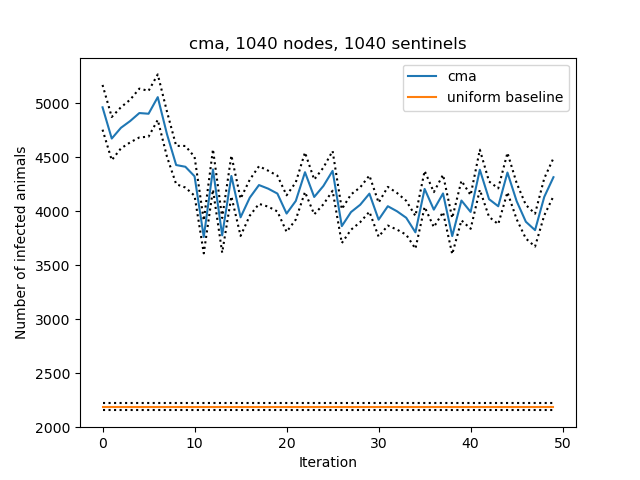 cma, 1040 nodes, 1040 sentinels
cma
uniform baseline
Number of infected animals
5000
4500
4000
3500
3000
2500
2000
0 10 20 30 40 50
Iteration